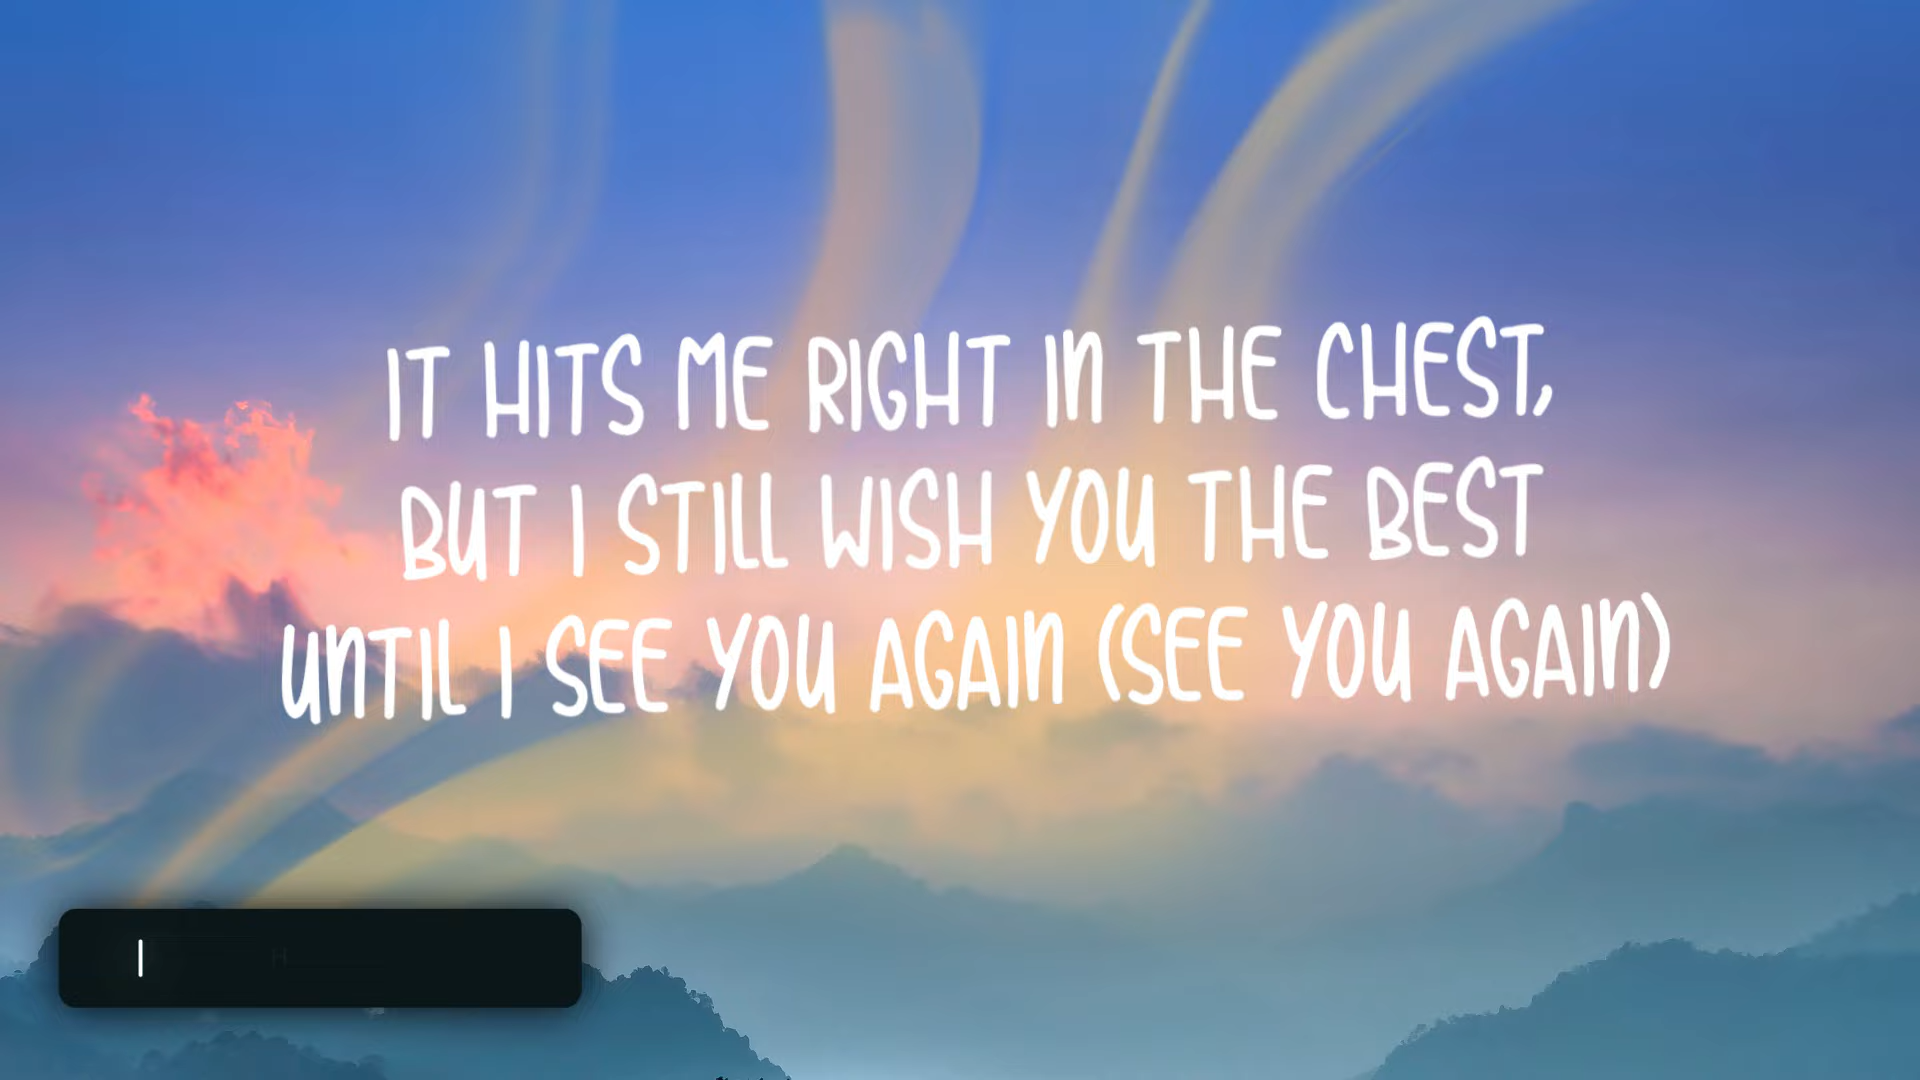 IT HITS ME RIGHT IN THE CHEST,
BUT I STILL WISH YOU THE BEST
UNTIL I SEE YOU AGAIN (SEE YOU AGAIN)